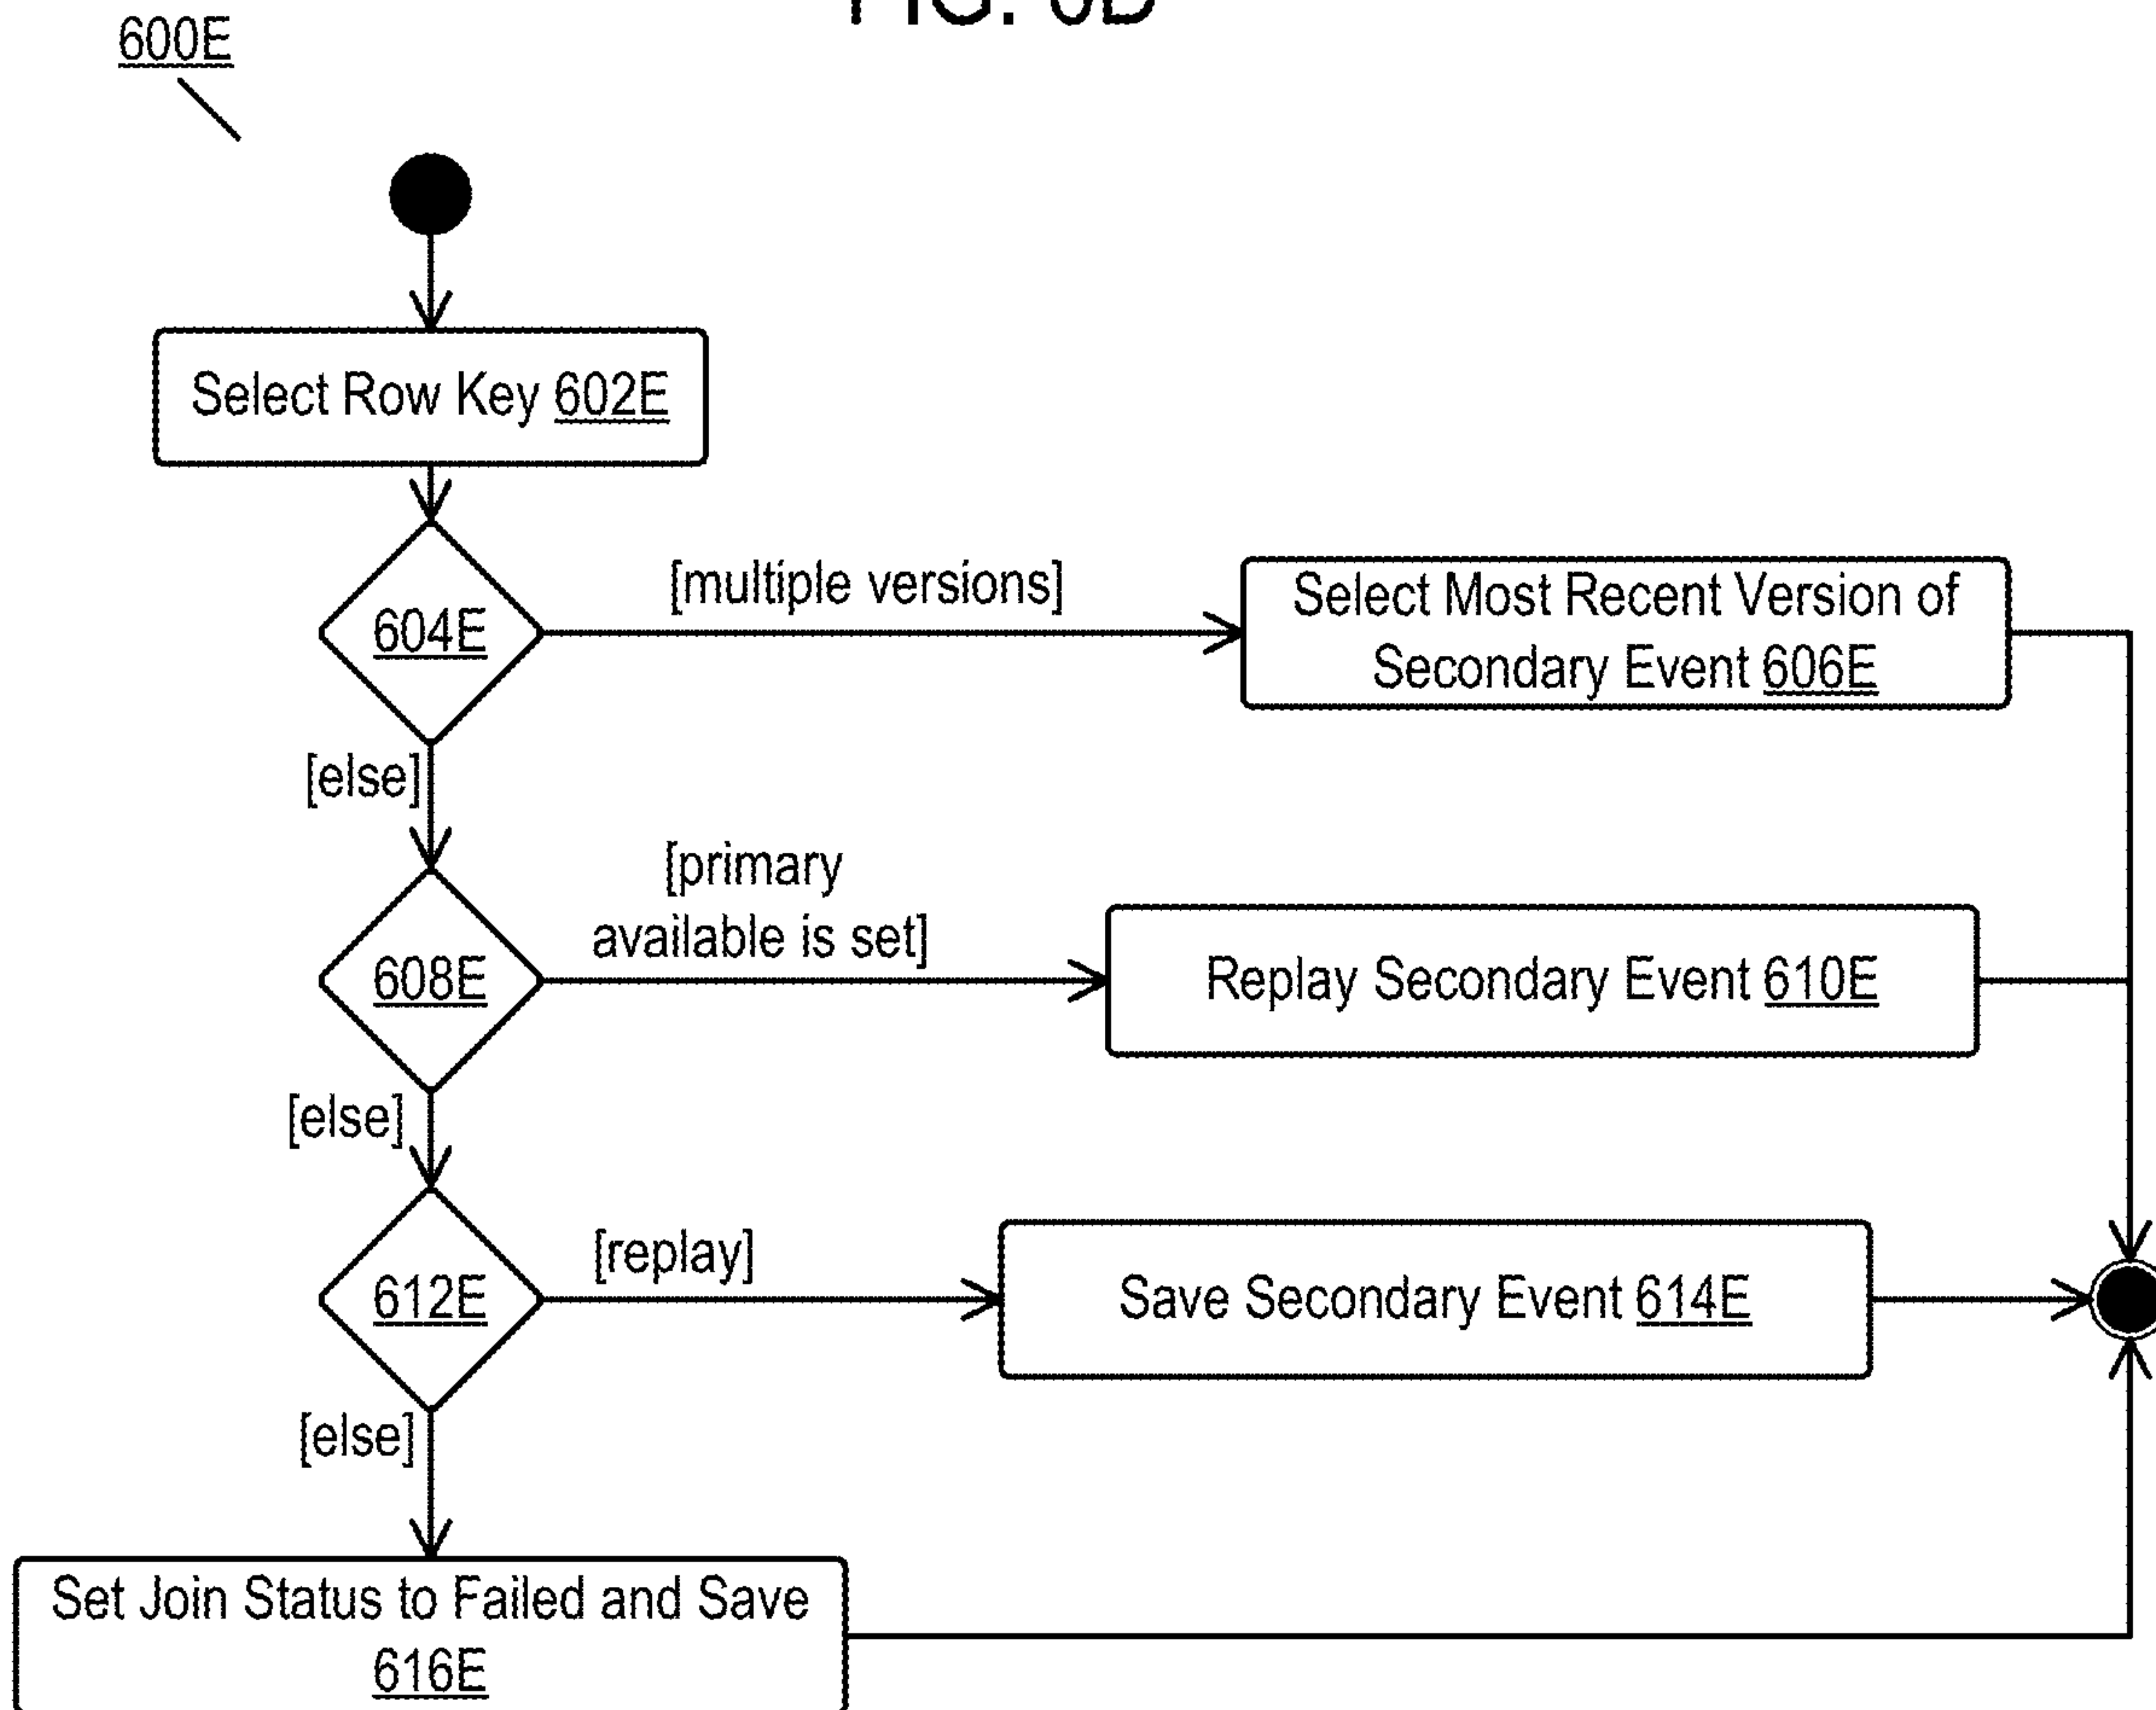 600E
Select Row Key 602E
604E
[multiple versions]
Select Most Recent Version of
Secondary Event 606E
[else]
[primary
available is set]
608E
Replay Secondary Event 610E
[else]
612E
[replay]
Save Secondary Event 614E
[else]
Set Join Status to Failed and Save
616E